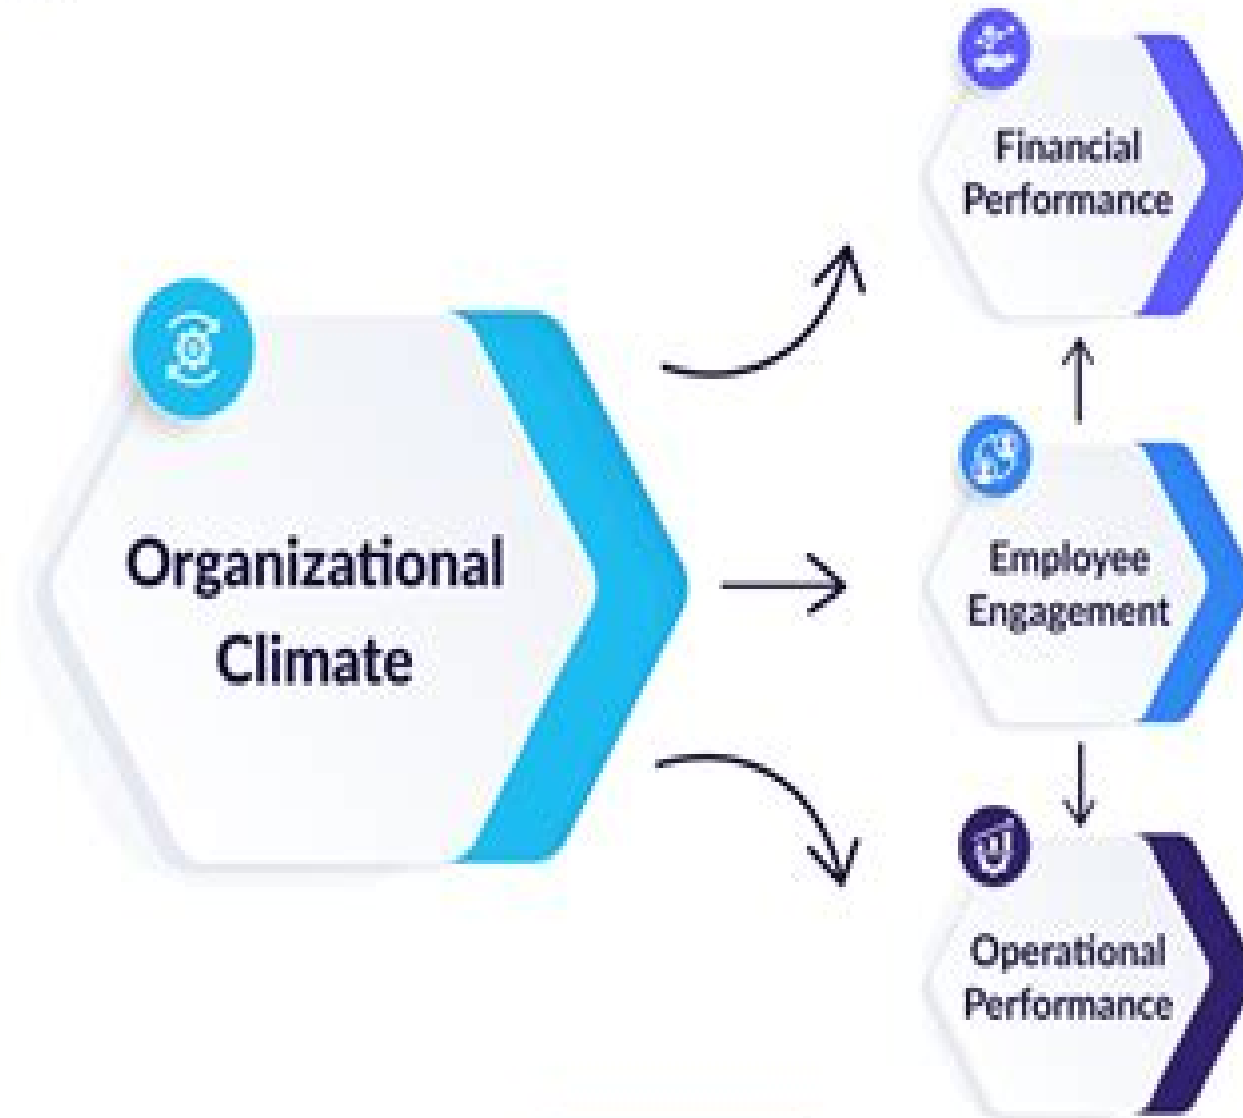 Organizational
Climate
Financial
Performance
Employee
Engagement
Operational
Performance